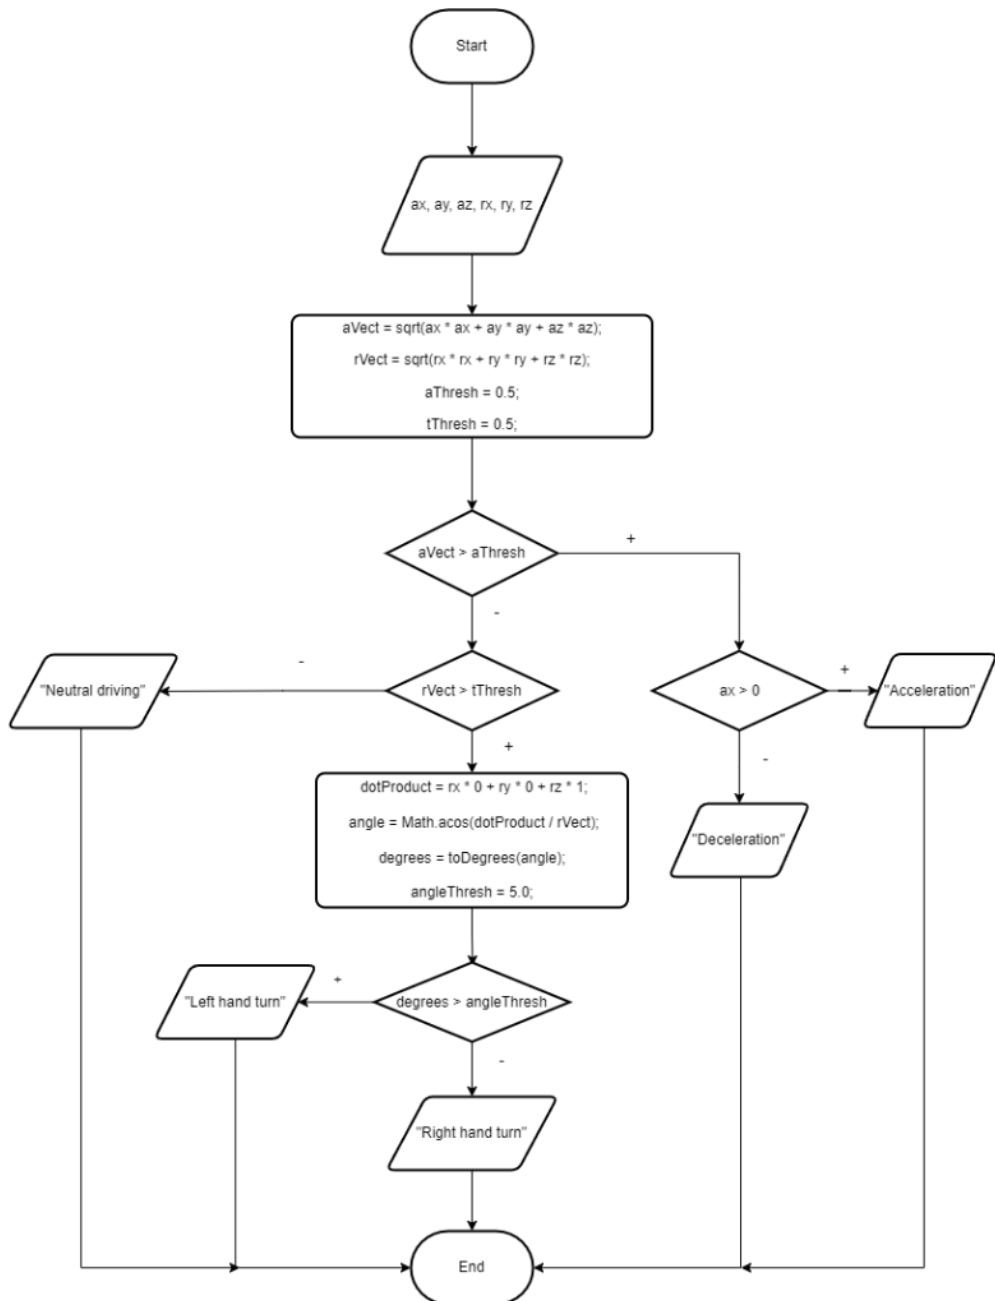 Start
ax, ay, az, rx, ry, rz
aVect = sqrt(ax * ax + ay * ay + az * az);
rVect = sqrt(rx * rx + ry * ry + rz * rz);
aThresh = 0.5;
tThresh = 0.5;
aVect > aThresh
+
-
"Neutral driving"
-
rVect > tThresh
ax > 0
+
"Acceleration"
+
-
dotProduct = rx * 0 + ry * 0 + rz * 1;
angle = Math.acos(dotProduct / rVect);
degrees = toDegrees(angle);
angleThresh = 5.0;
"Deceleration"
"Left hand turn"
+
degrees > angleThresh
-
"Right hand turn"
End